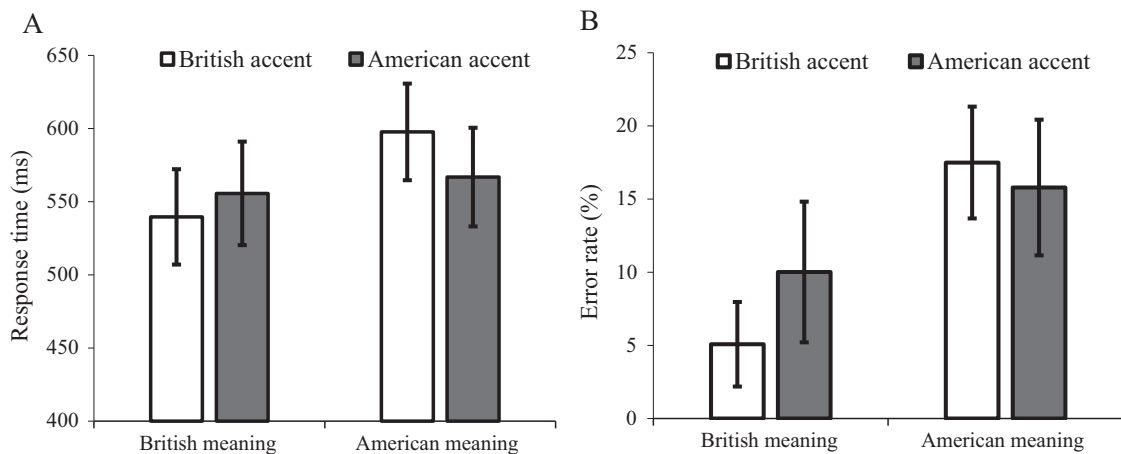 A
650
600
550
500
450
400
Response time (ms)
British accent
American accent
British meaning
American meaning
B
25
20
15
10
5
0
Error rate (%)
British accent
American accent
British meaning
American meaning